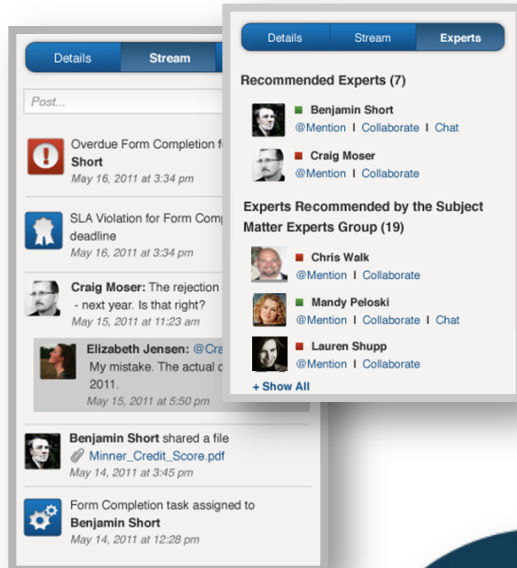 Details Stream
Post...
Overdue Form Completion f
Short
May 16, 2011 at 3:34 pm
SLA Violation for Form Com
deadline
May 16, 2011 at 3:34 pm
Craig Moser: The rejection
- next year. Is that right?
May 15, 2011 at 11:23 am
Elizabeth Jensen: @Cra
My mistake. The actual
2011.
May 15, 2011 at 5:50 pm
Benjamin Short shared a file
Minner_Credit_Score.pdf
May 14, 2011 at 3:45 pm
Form Completion task assigned to
Benjamin Short
May 14, 2011 at 12:28 pm
Details Stream Experts
Recommended Experts (7)
Benjamin Short
@Mention I Collaborate I Chat
Craig Moser
@Mention I Collaborate
Experts Recommended by the Subject
Matter Experts Group (19)
Chris Walk
@Mention I Collaborate
Mandy Peloski
@Mention I Collaborate I Chat
Lauren Shupp
@Mention I Collaborate
+ Show All